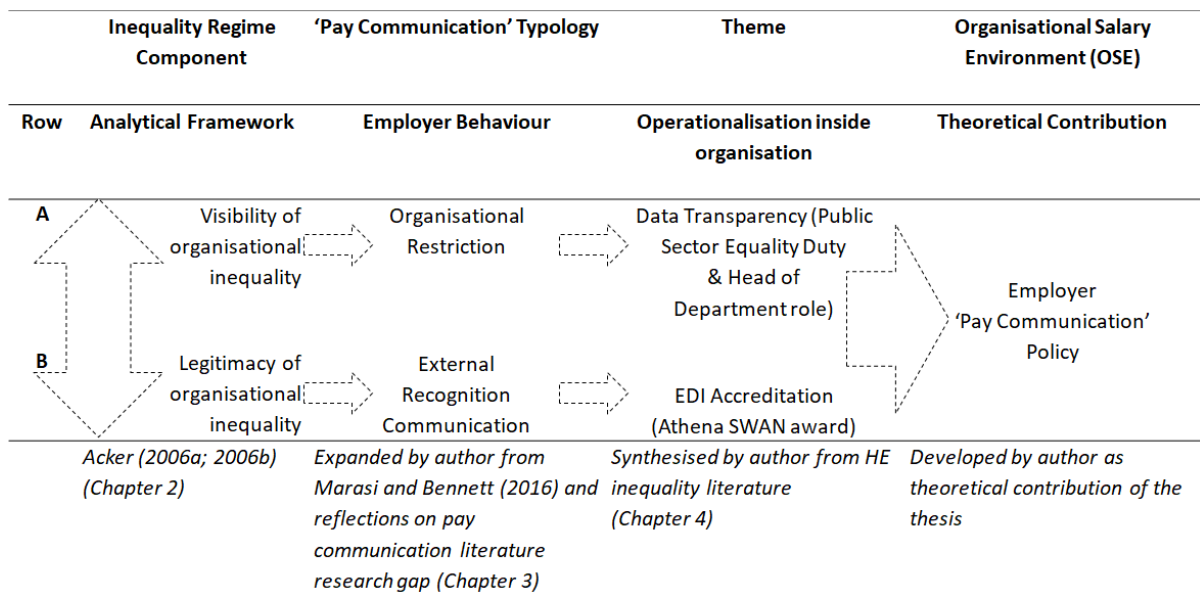 Inequality Regime
Component
‘Pay Communication’ Typology
Theme
Organisational Salary
Environment (OSE)
Row
Analytical Framework
Employer Behaviour
Operationalisation inside
organisation
Theoretical Contribution
A
Visibility of
organisational
inequality
Organisational
Restriction
Data Transparency (Public
Sector Equality Duty
& Head of
Department role)
Employer
‘Pay Communication’
Policy
B
Legitimacy of
organisational
inequality
External
Recognition
Communication
EDI Accreditation
(Athena SWAN award)
Acker (2006a; 2006b)
(Chapter 2)
Expanded by author from
Marasi and Bennett (2016) and
reflections on pay
communication literature
research gap (Chapter 3)
Synthesised by author from HE
inequality literature
(Chapter 4)
Developed by author as
theoretical contribution of the
thesis